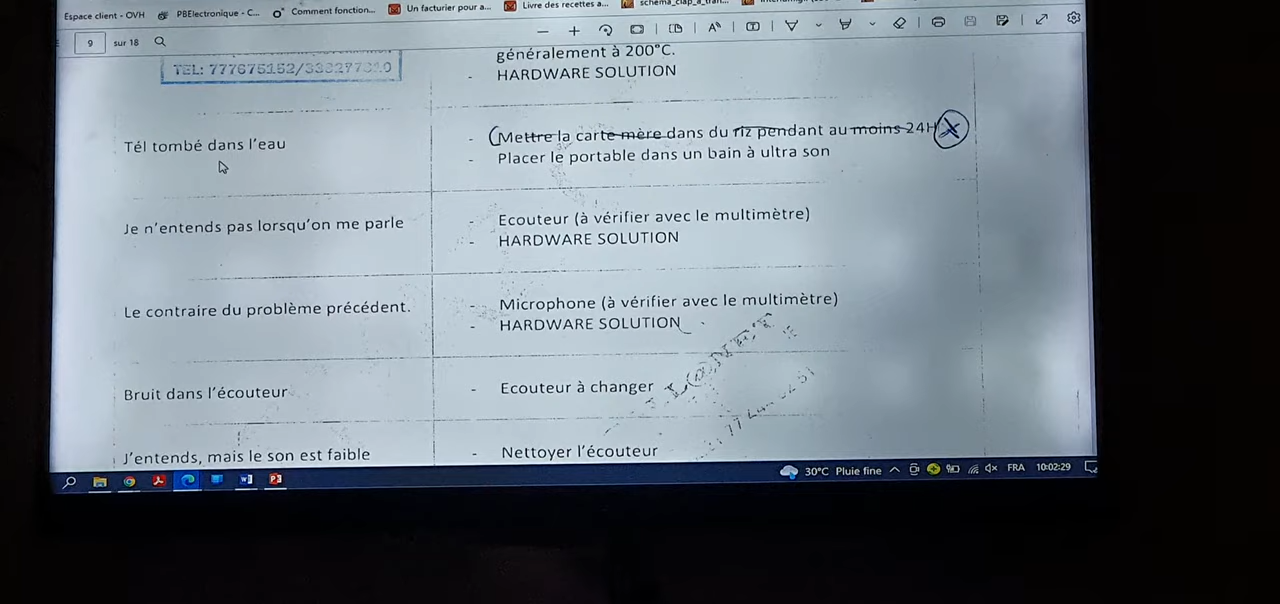 Espace client - OVH PBElectronique - C... Comment fonction... Un facturier pour a... Livre des recettes a...
9 sur 18
généralement à 200°C.
TEL: 777675152/338277310
- HARDWARE SOLUTION
Tél tombé dans l'eau
- (Mettre la carte mère dans du riz pendant au moins 24H X
- Placer le portable dans un bain à ultra son
Je n'entends pas lorsqu'on me parle
- Ecouteur (à vérifier avec le multimètre)
- HARDWARE SOLUTION
Le contraire du problème précédent.
- Microphone (à vérifier avec le multimètre)
- HARDWARE SOLUTION
Bruit dans l'écouteur
- Ecouteur à changer
J'entends, mais le son est faible
- Nettoyer l'écouteur
30°C Pluie fine FRA 10:02:29